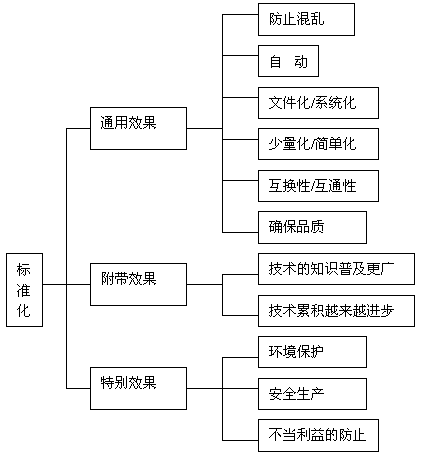 标准化
通用效果
防止混乱
自 动
文件化/系统化
少量化/简单化
互换性/互通性
确保品质
附带效果
技术的知识普及更广
技术累积越来越进步
特别效果
环境保护
安全生产
不当利益的防止